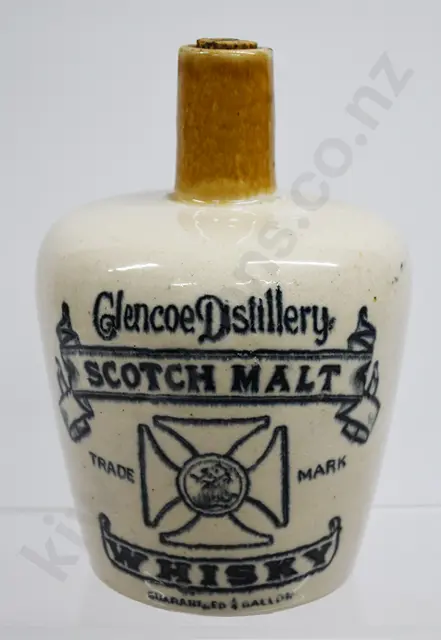 Glencoe Distillery
SCOTCH MALT
TRADE MARK
WHISKY
GUARANTEED ¼ GALLON